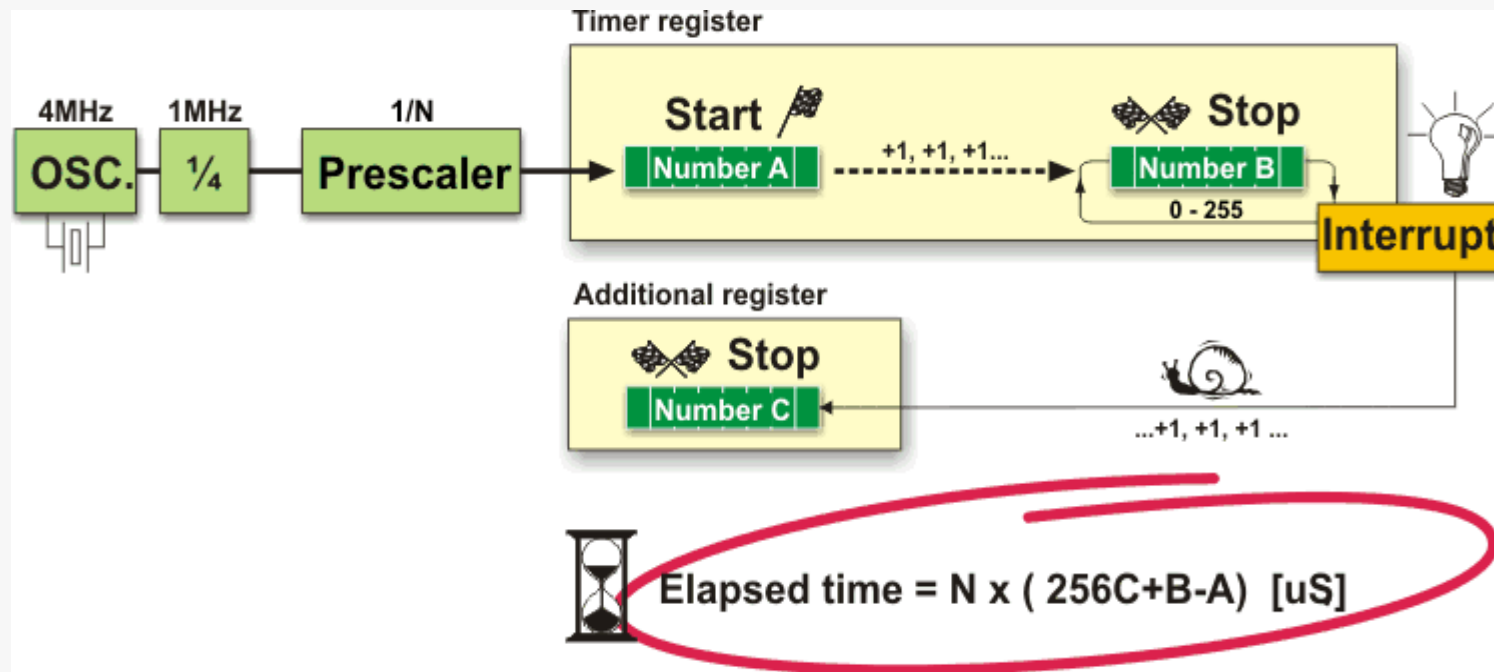 Timer register
4MHz
1MHz
1/N
OSC.
¼
Prescaler
Start
Stop
Number A
+1, +1, +1...
Number B
0 - 255
Interrupt
Additional register
Stop
Number C
...+1, +1, +1 ...
Elapsed time = N x ( 256C+B-A) [uS]